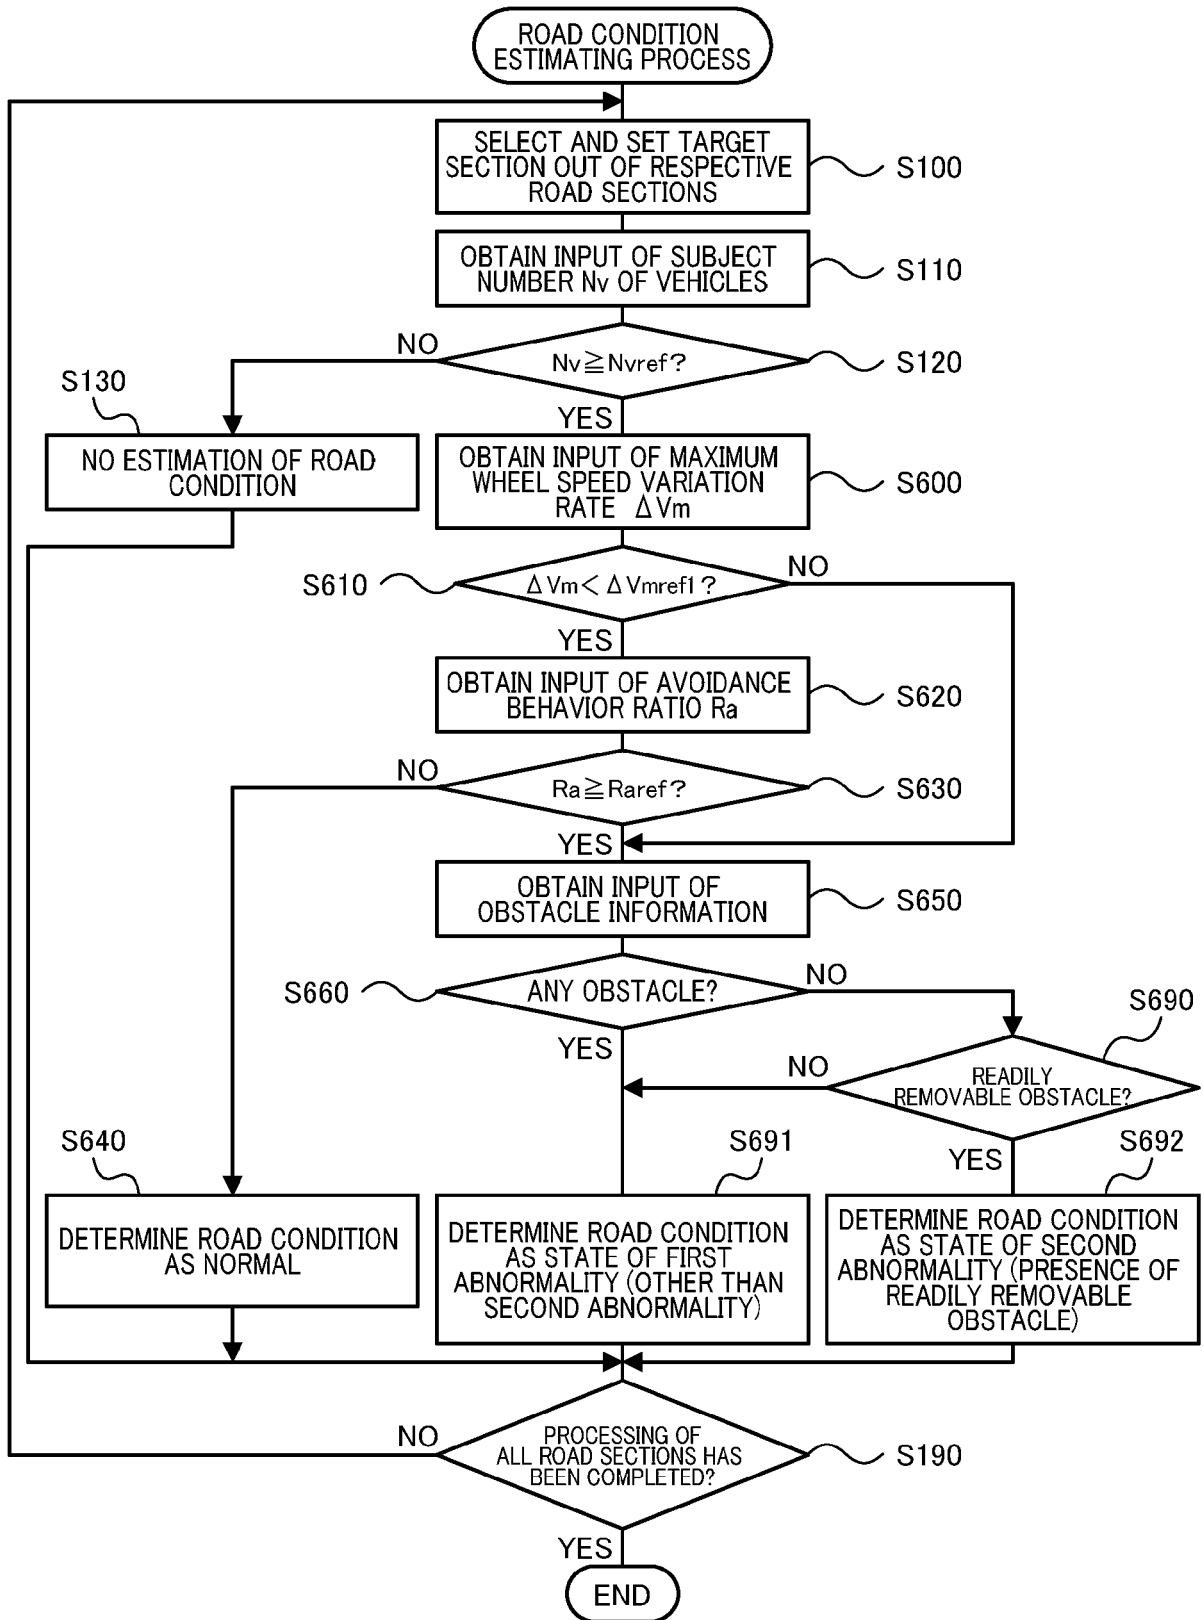 ROAD CONDITION
ESTIMATING PROCESS
SELECT AND SET TARGET
SECTION OUT OF RESPECTIVE
ROAD SECTIONS
S100
OBTAIN INPUT OF SUBJECT
NUMBER Nv OF VEHICLES
S110
NO
Nv≧Nvref?
S120
S130
YES
NO ESTIMATION OF ROAD
CONDITION
OBTAIN INPUT OF MAXIMUM
WHEEL SPEED VARIATION
RATE ΔVm
S600
S610
ΔVm<ΔVmref1?
NO
YES
OBTAIN INPUT OF AVOIDANCE
BEHAVIOR RATIO Ra
S620
NO
Ra≧Raref?
S630
YES
OBTAIN INPUT OF
OBSTACLE INFORMATION
S650
S660
ANY OBSTACLE?
NO
YES
S690
NO
READILY
REMOVABLE OBSTACLE?
YES
S640
S691
S692
DETERMINE ROAD CONDITION
AS NORMAL
DETERMINE ROAD CONDITION
AS STATE OF FIRST
ABNORMALITY (OTHER THAN
SECOND ABNORMALITY)
DETERMINE ROAD CONDITION
AS STATE OF SECOND
ABNORMALITY (PRESENCE OF
READILY REMOVABLE
OBSTACLE)
NO
PROCESSING OF
ALL ROAD SECTIONS HAS
BEEN COMPLETED?
S190
YES
END